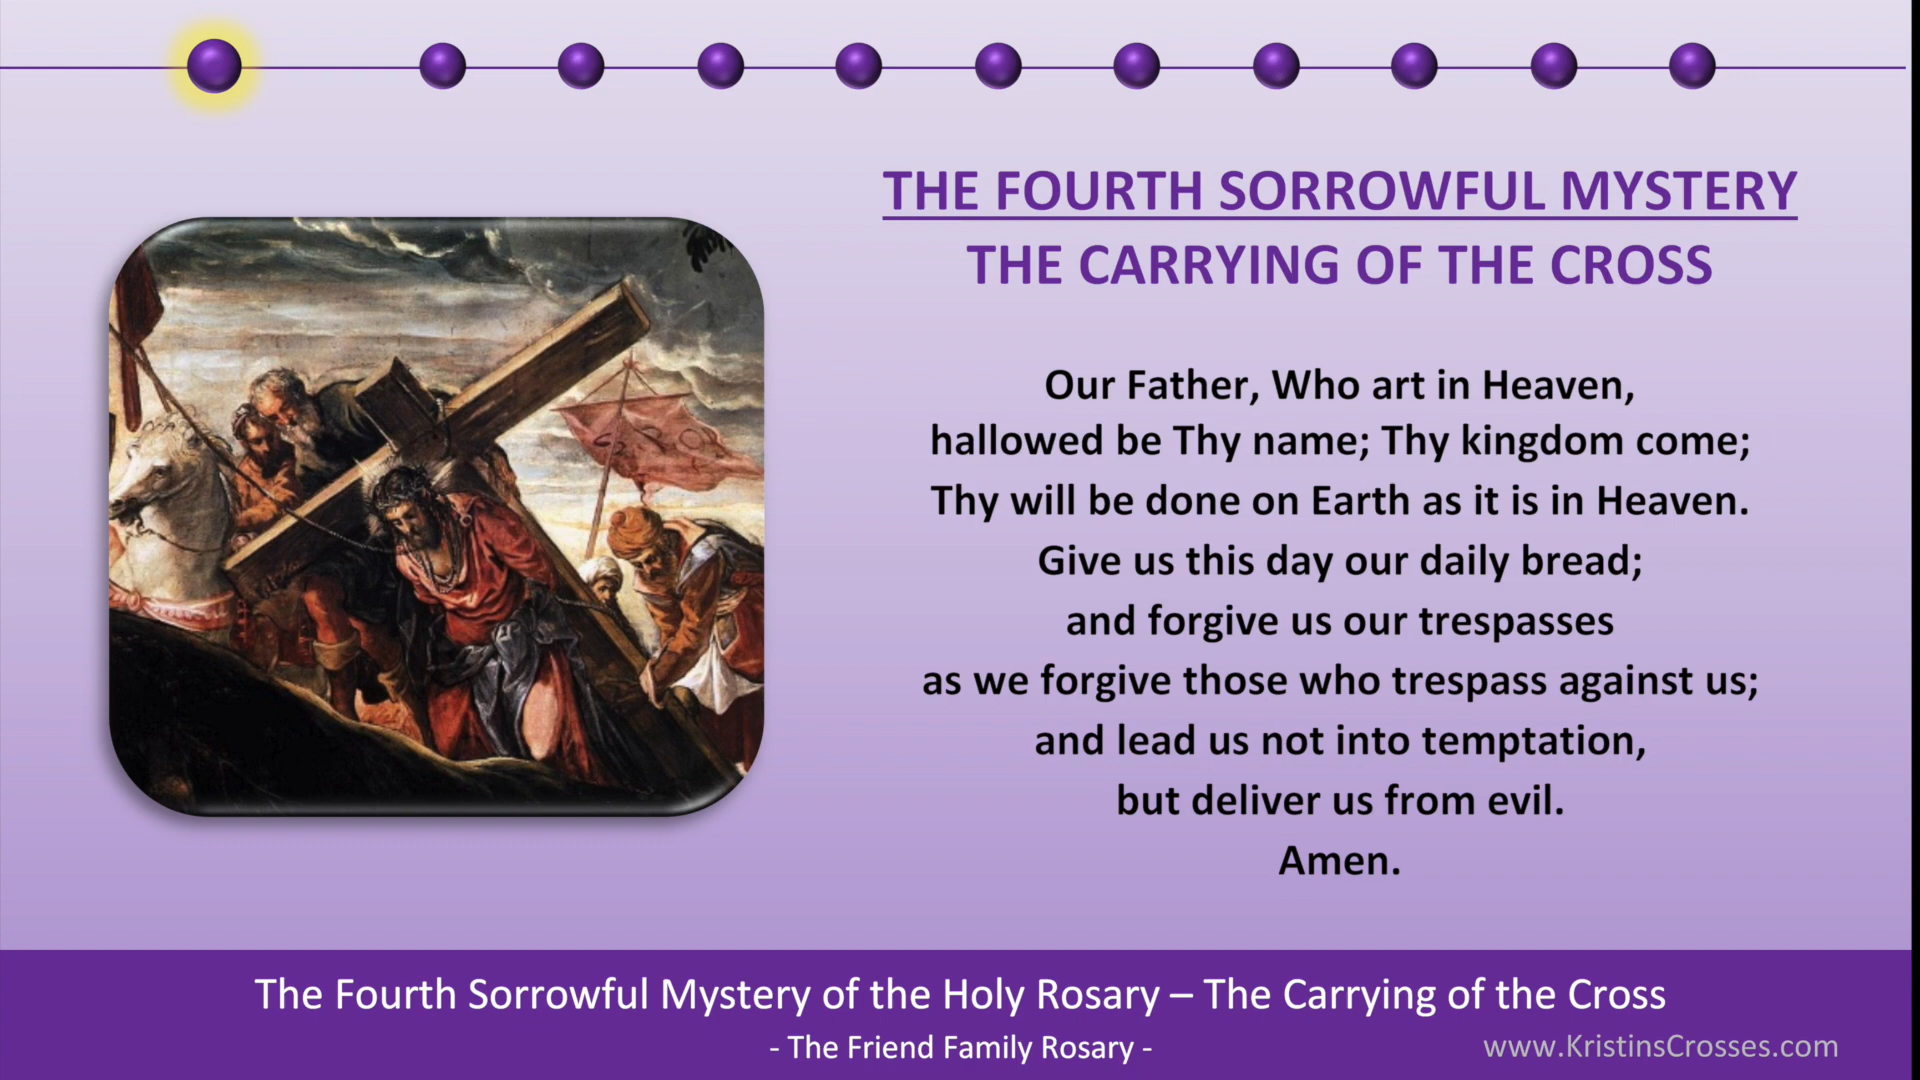 THE FOURTH SORROWFUL MYSTERY
THE CARRYING OF THE CROSS
Our Father, Who art in Heaven,
hallowed be Thy name; Thy kingdom come;
Thy will be done on Earth as it is in Heaven.
Give us this day our daily bread;
and forgive us our trespasses
as we forgive those who trespass against us;
and lead us not into temptation,
but deliver us from evil.
Amen.
The Fourth Sorrowful Mystery of the Holy Rosary – The Carrying of the Cross
- The Friend Family Rosary -
www.KristinsCrosses.com